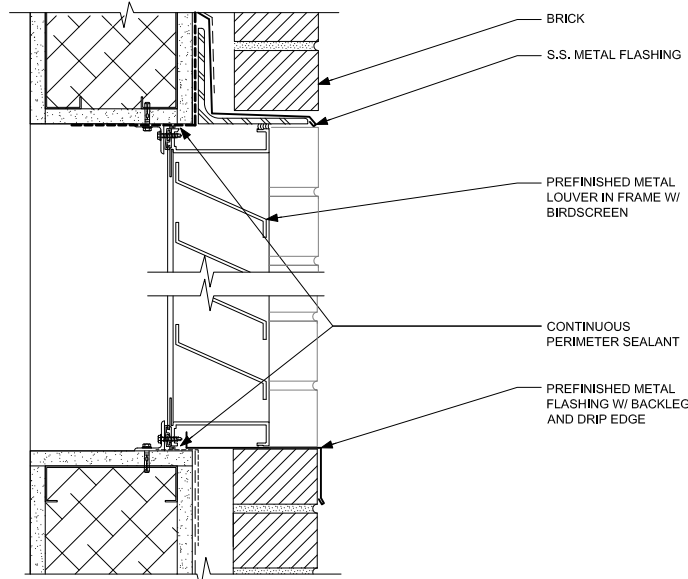 BRICK
S.S. METAL FLASHING
PREFINISHED METAL
LOUVER IN FRAME W/
BIRDSCREEN
CONTINUOUS
PERIMETER SEALANT
PREFINISHED METAL
FLASHING W/ BACKLEG
AND DRIP EDGE